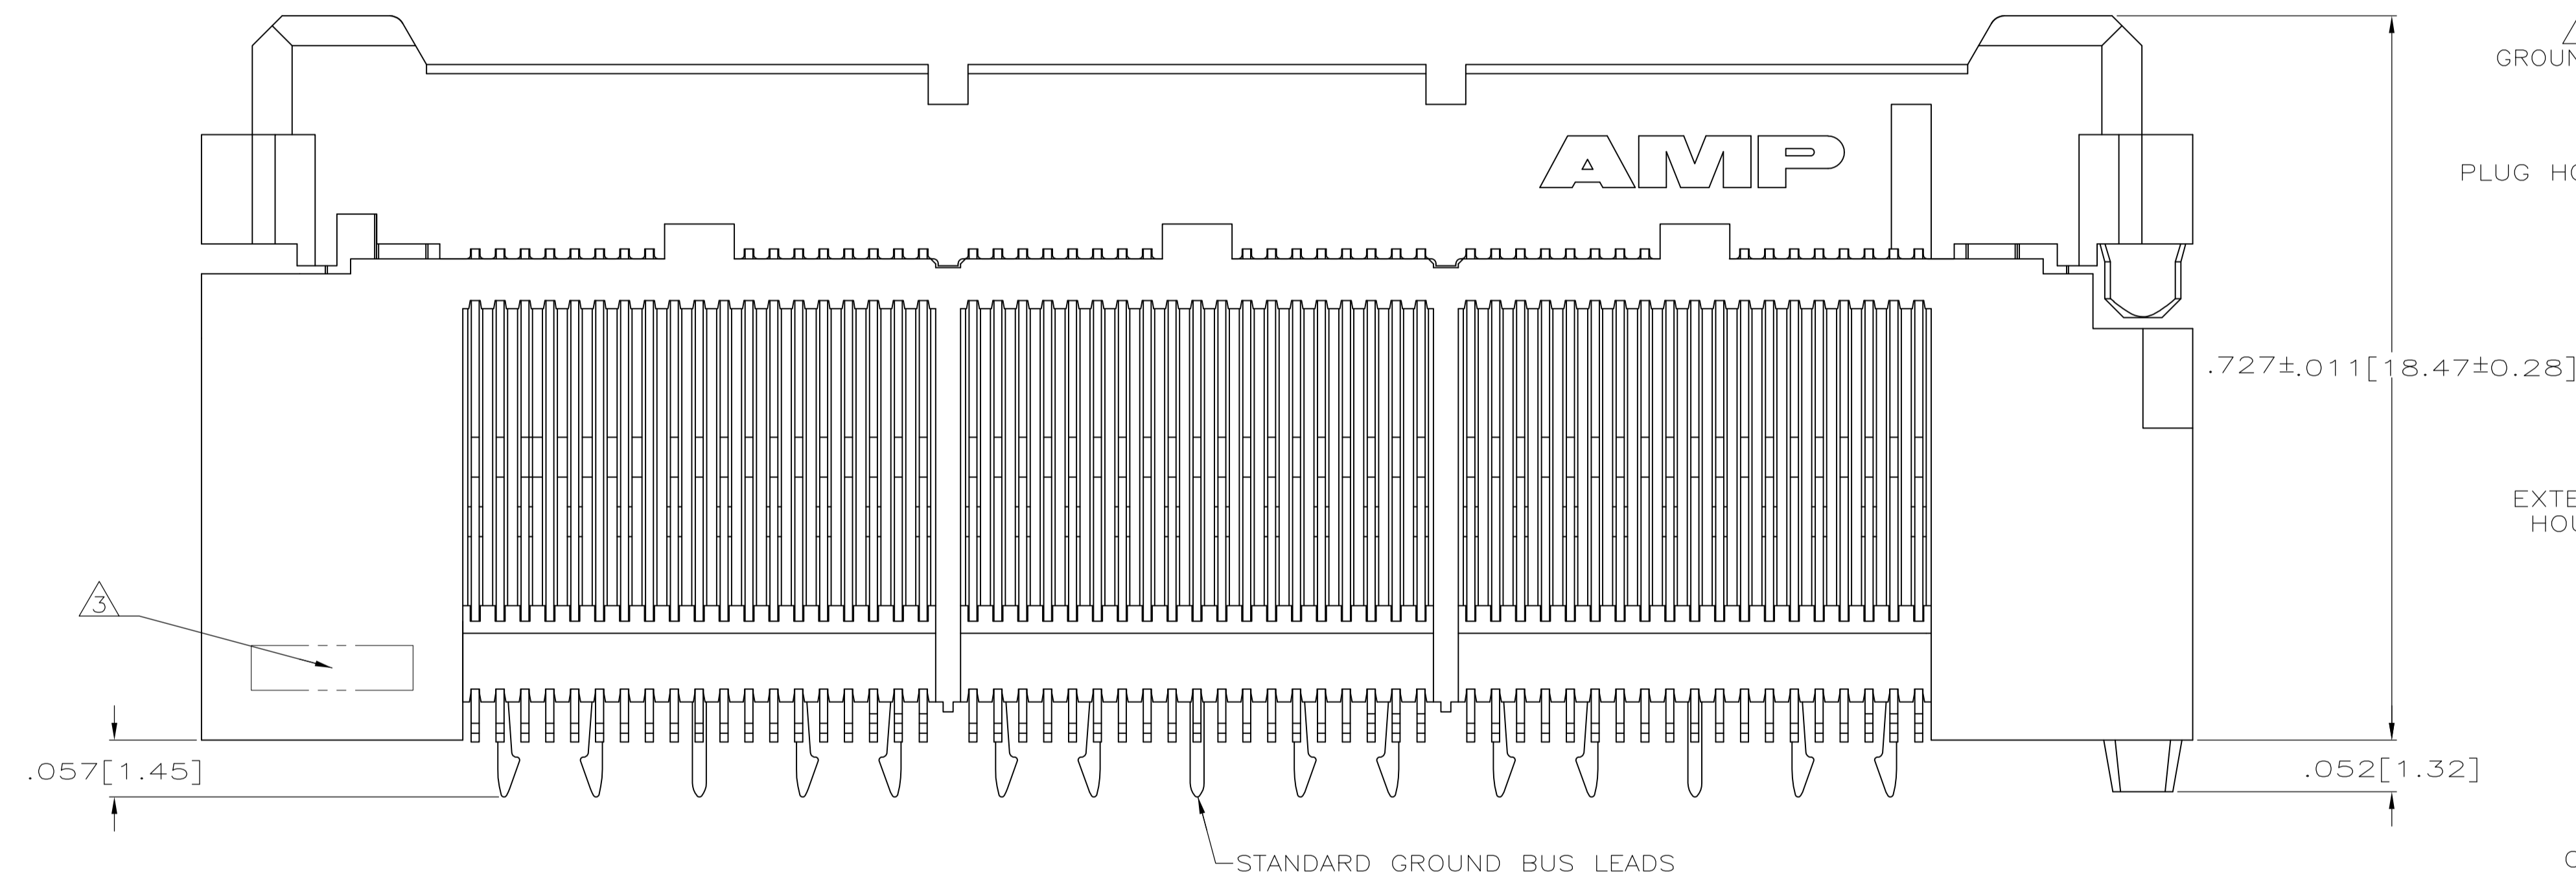 AMP
GROUN
PLUG HO
.727±.011[18.47±0.28]
EXTE
HOU
3
.057[1.45]
.052[1.32]
STANDARD GROUND BUS LEADS